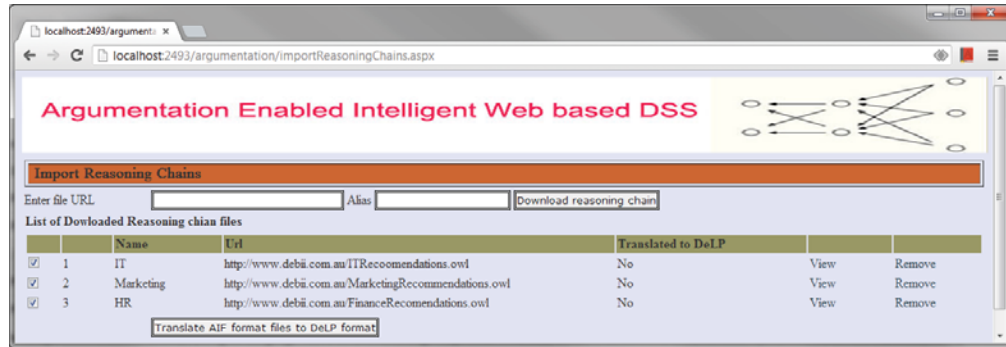 localhost:2493/argumenta
localhost:2493/argumentation/importReasoningChains.aspx
Argumentation Enabled Intelligent Web based DSS
Import Reasoning Chains
Enter file URL Alias Download reasoning chain
List of Dowloaded Reasoning chian files
Name Url Translated to DeLP
1 IT http://www.debii.com.au/ITRecoomendations.owl No View Remove
2 Marketing http://www.debii.com.au/MarketingRecommendations.owl No View Remove
3 HR http://www.debii.com.au/FinanceRecomendations.owl No View Remove
Translate AIF format files to DeLP format